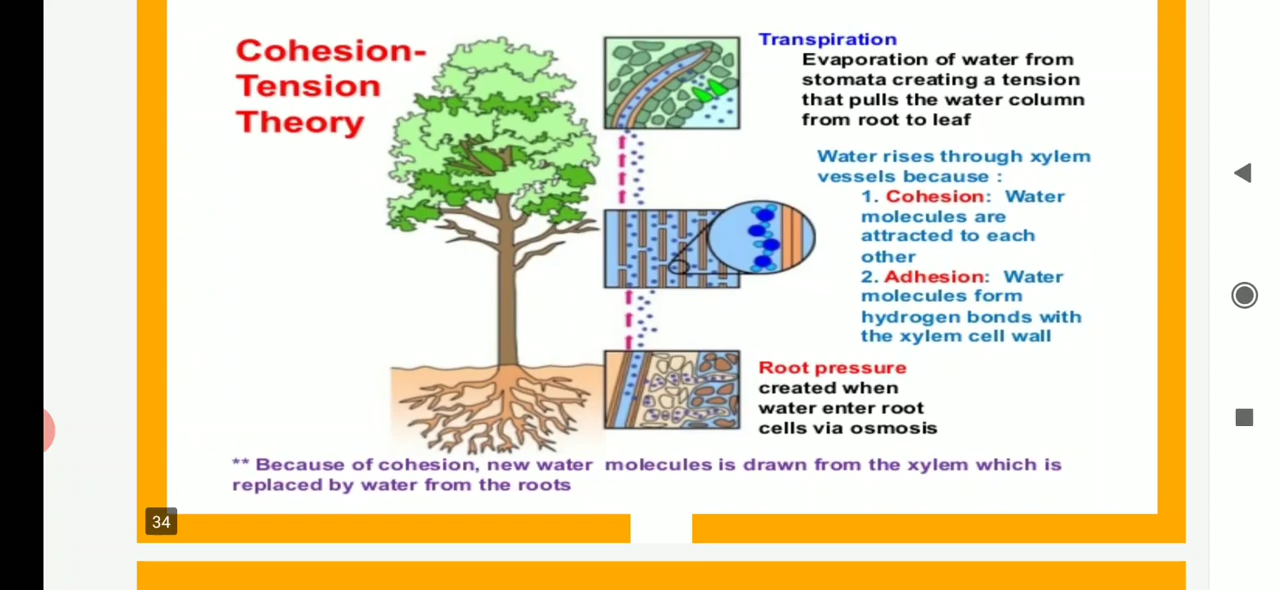 Cohesion-
Tension
Theory
Transpiration
Evaporation of water from
stomata creating a tension
that pulls the water column
from root to leaf
Water rises through xylem
vessels because :
1. Cohesion: Water
molecules are
attracted to each
other
2. Adhesion: Water
molecules form
hydrogen bonds with
the xylem cell wall
Root pressure
created when
water enter root
cells via osmosis
** Because of cohesion, new water molecules is drawn from the xylem which is
replaced by water from the roots
34